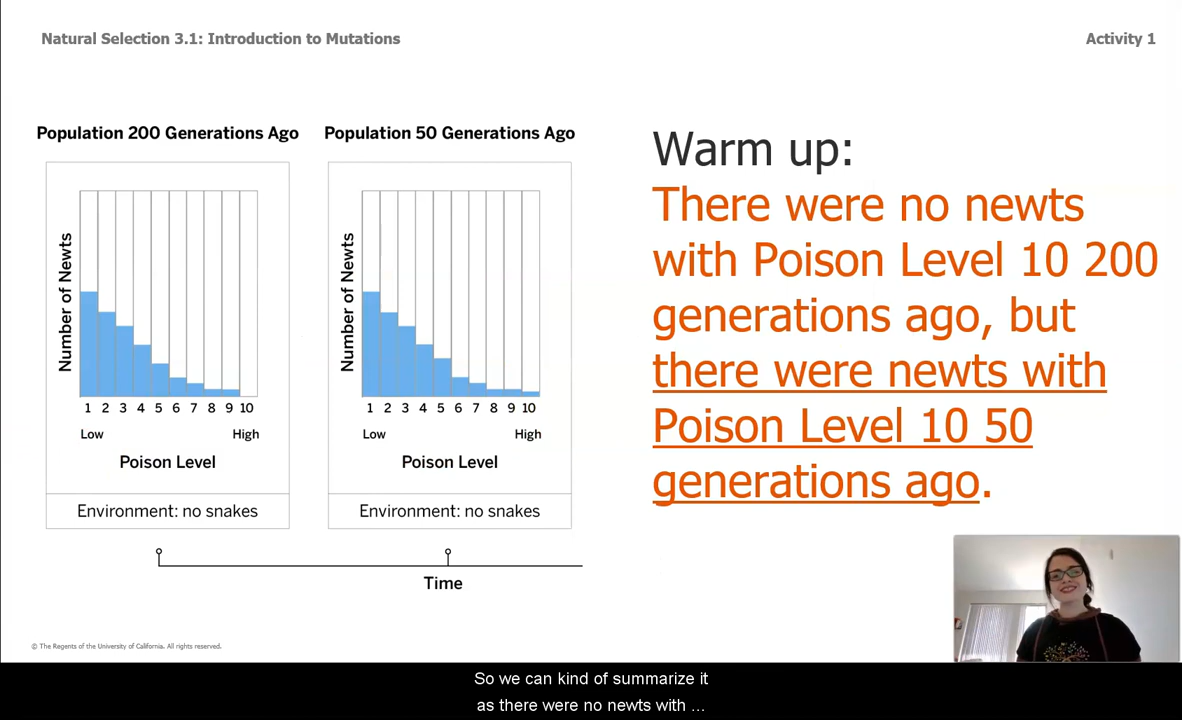 Natural Selection 3.1: Introduction to Mutations
Activity 1
Population 200 Generations Ago
Number of Newts
1 2 3 4 5 6 7 8 9 10
Low High
Poison Level
Environment: no snakes
Population 50 Generations Ago
Number of Newts
1 2 3 4 5 6 7 8 9 10
Low High
Poison Level
Environment: no snakes
Time
Warm up:
There were no newts
with Poison Level 10 200
generations ago, but
there were newts with
Poison Level 10 50
generations ago.
© The Regents of the University of California. All rights reserved.
So we can kind of summarize it
as there were no newts with ...